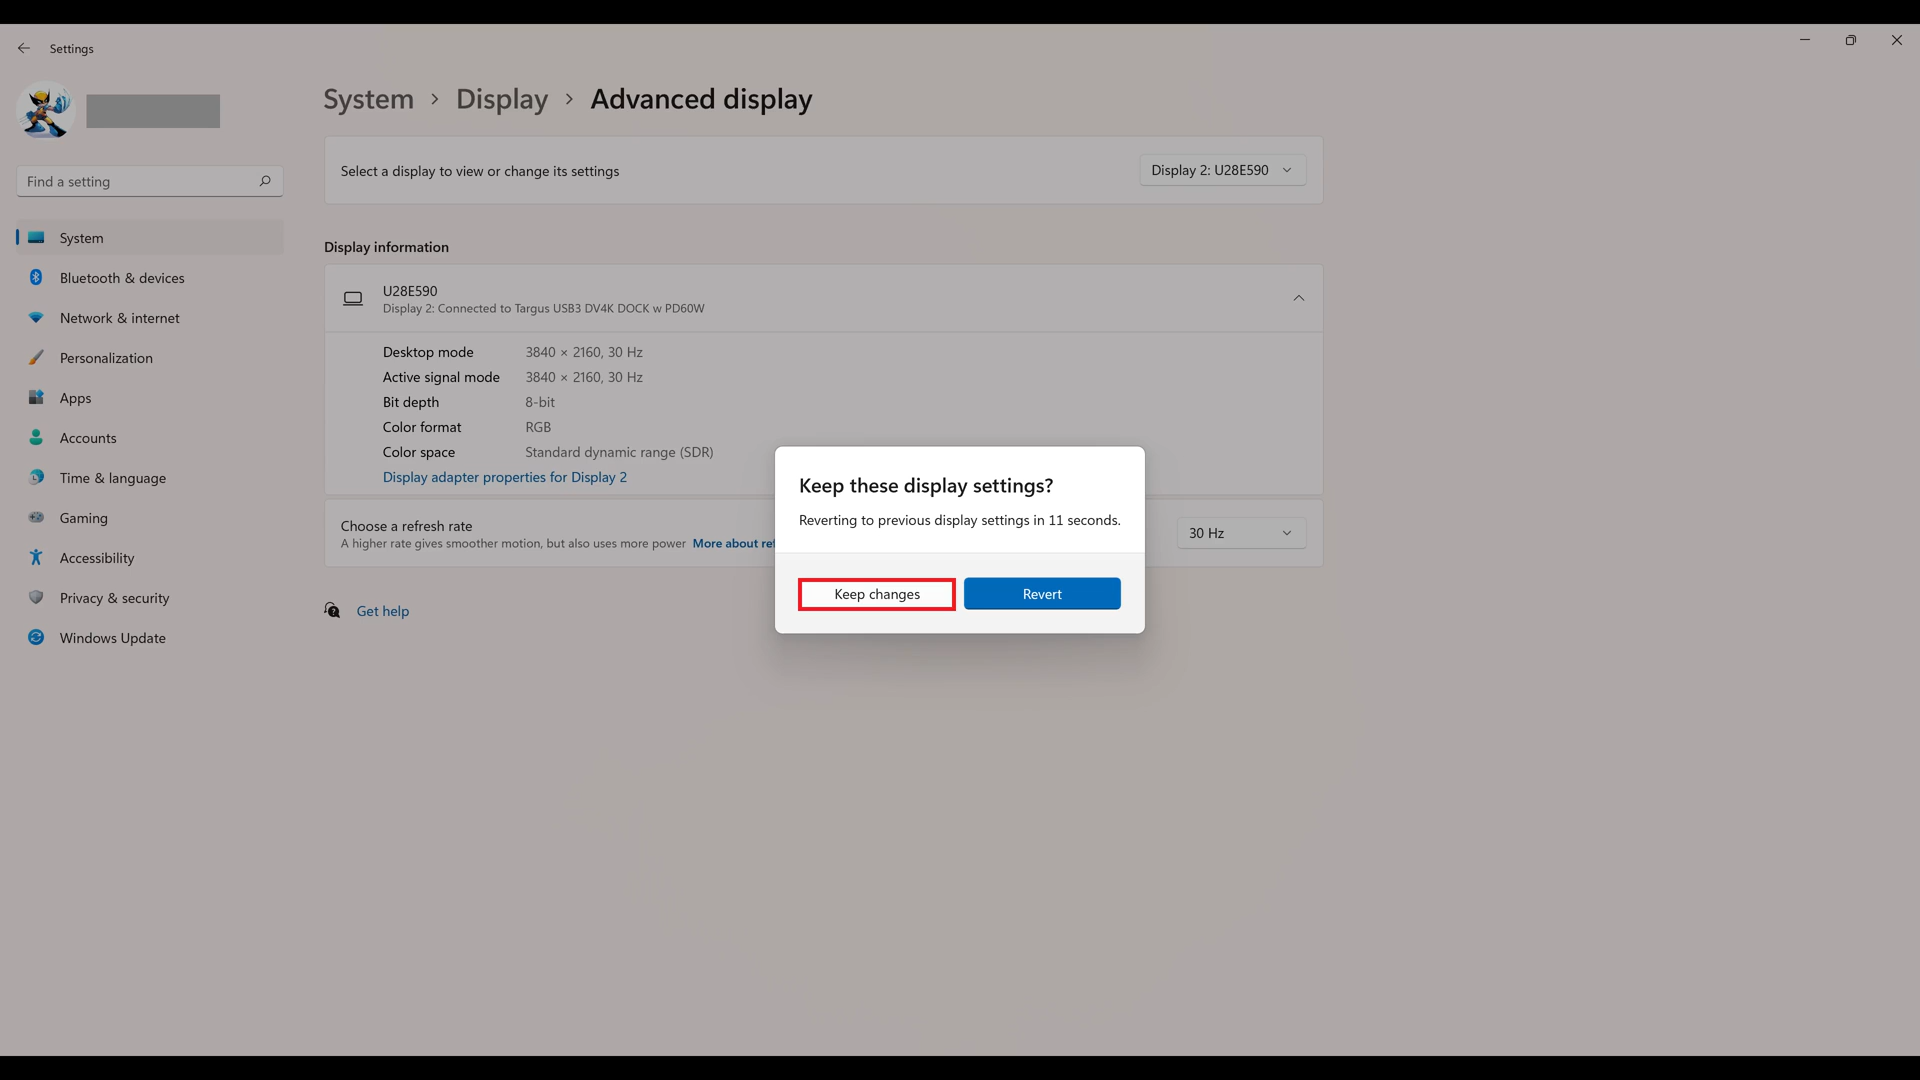 Settings
System > Display > Advanced display
Find a setting
System
Bluetooth & devices
Network & internet
Personalization
Apps
Accounts
Time & language
Gaming
Accessibility
Privacy & security
Windows Update
Select a display to view or change its settings
Display 2: U28E590
Display information
U28E590
Display 2: Connected to Targus USB3 DV4K DOCK w PD60W
Desktop mode 3840 × 2160, 30 Hz
Active signal mode 3840 × 2160, 30 Hz
Bit depth 8-bit
Color format RGB
Color space Standard dynamic range (SDR)
Display adapter properties for Display 2
Choose a refresh rate
A higher rate gives smoother motion, but also uses more power More about
30 Hz
Get help
Keep these display settings?
Reverting to previous display settings in 11 seconds.
Keep changes
Revert